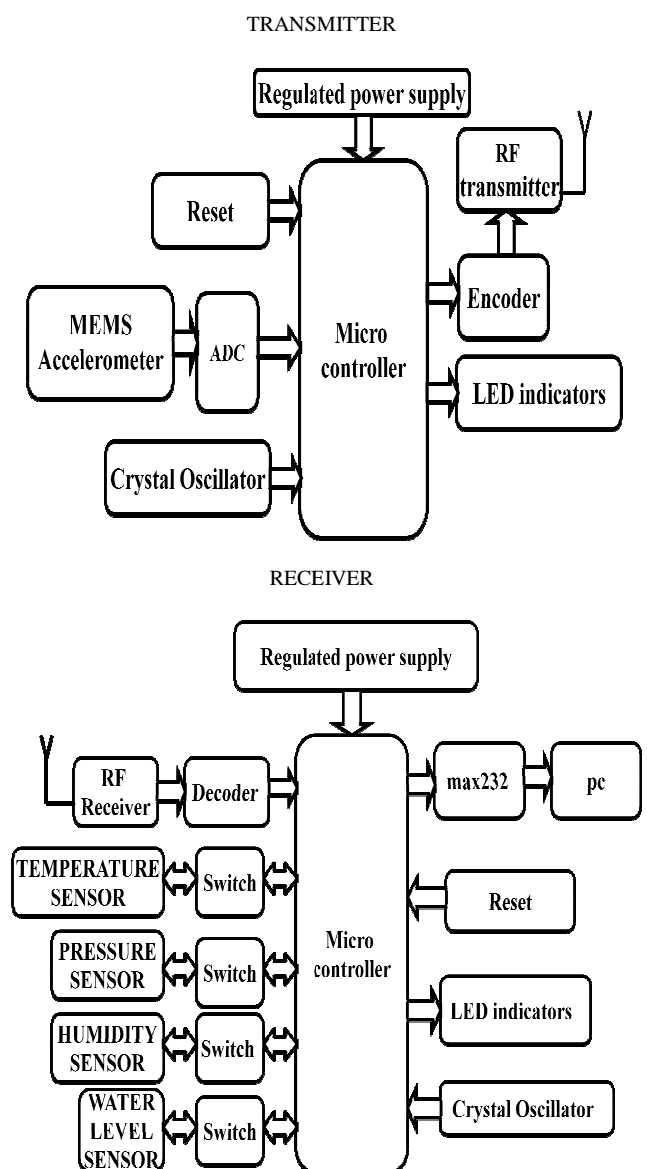 TRANSMITTER
Regulated power supply
RF
transmitter
Reset
Encoder
MEMS
Accelerometer
ADC
Micro
controller
LED indicators
Crystal Oscillator
RECEIVER
Regulated power supply
RF
Receiver
Decoder
max232
pc
TEMPERATURE
SENSOR
Switch
Reset
PRESSURE
SENSOR
Switch
Micro
controller
LED indicators
HUMIDITY
SENSOR
Switch
WATER
LEVEL
SENSOR
Switch
Crystal Oscillator